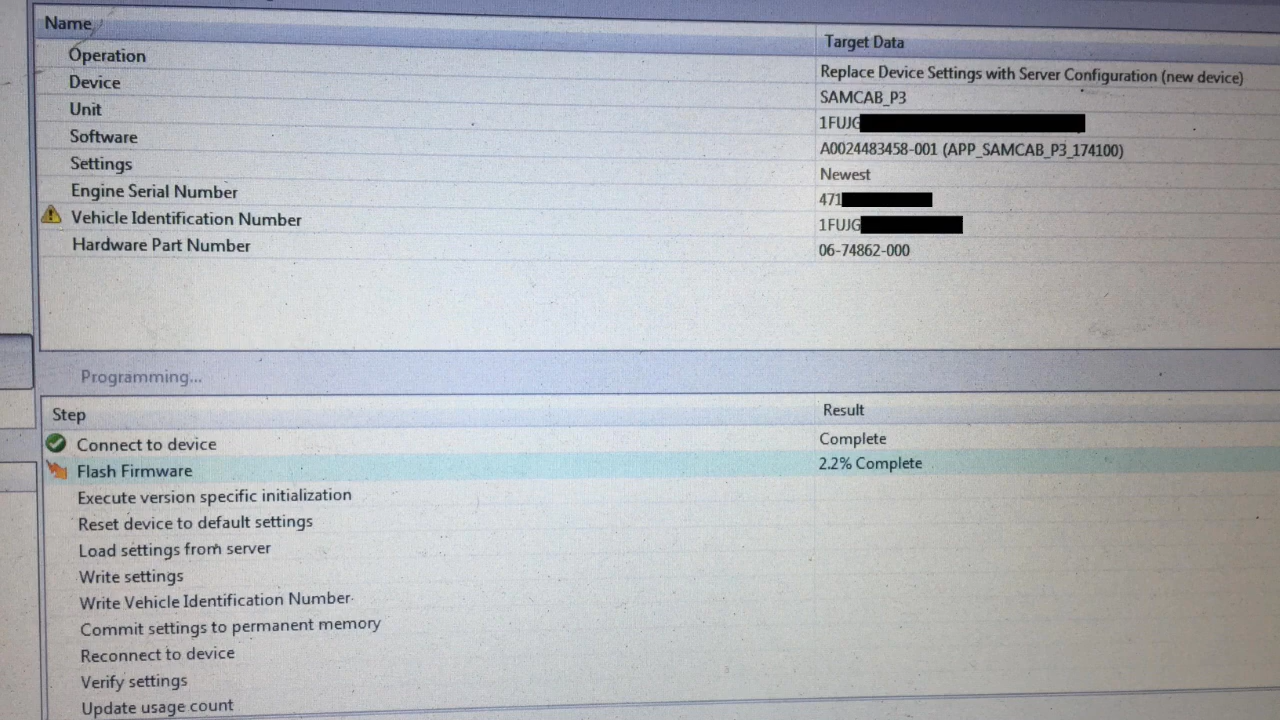 Name
Target Data
Operation
Replace Device Settings with Server Configuration (new device)
Device
SAMCAB_P3
Unit
1FUJG
Software
A0024483458-001 (APP_SAMCAB_P3_174100)
Settings
Newest
Engine Serial Number
471
Vehicle Identification Number
1FUJG
Hardware Part Number
06-74862-000
Programming...
Step
Result
Connect to device
Complete
Flash Firmware
2.2% Complete
Execute version specific initialization
Reset device to default settings
Load settings from server
Write settings
Write Vehicle Identification Number
Commit settings to permanent memory
Reconnect to device
Verify settings
Update usage count